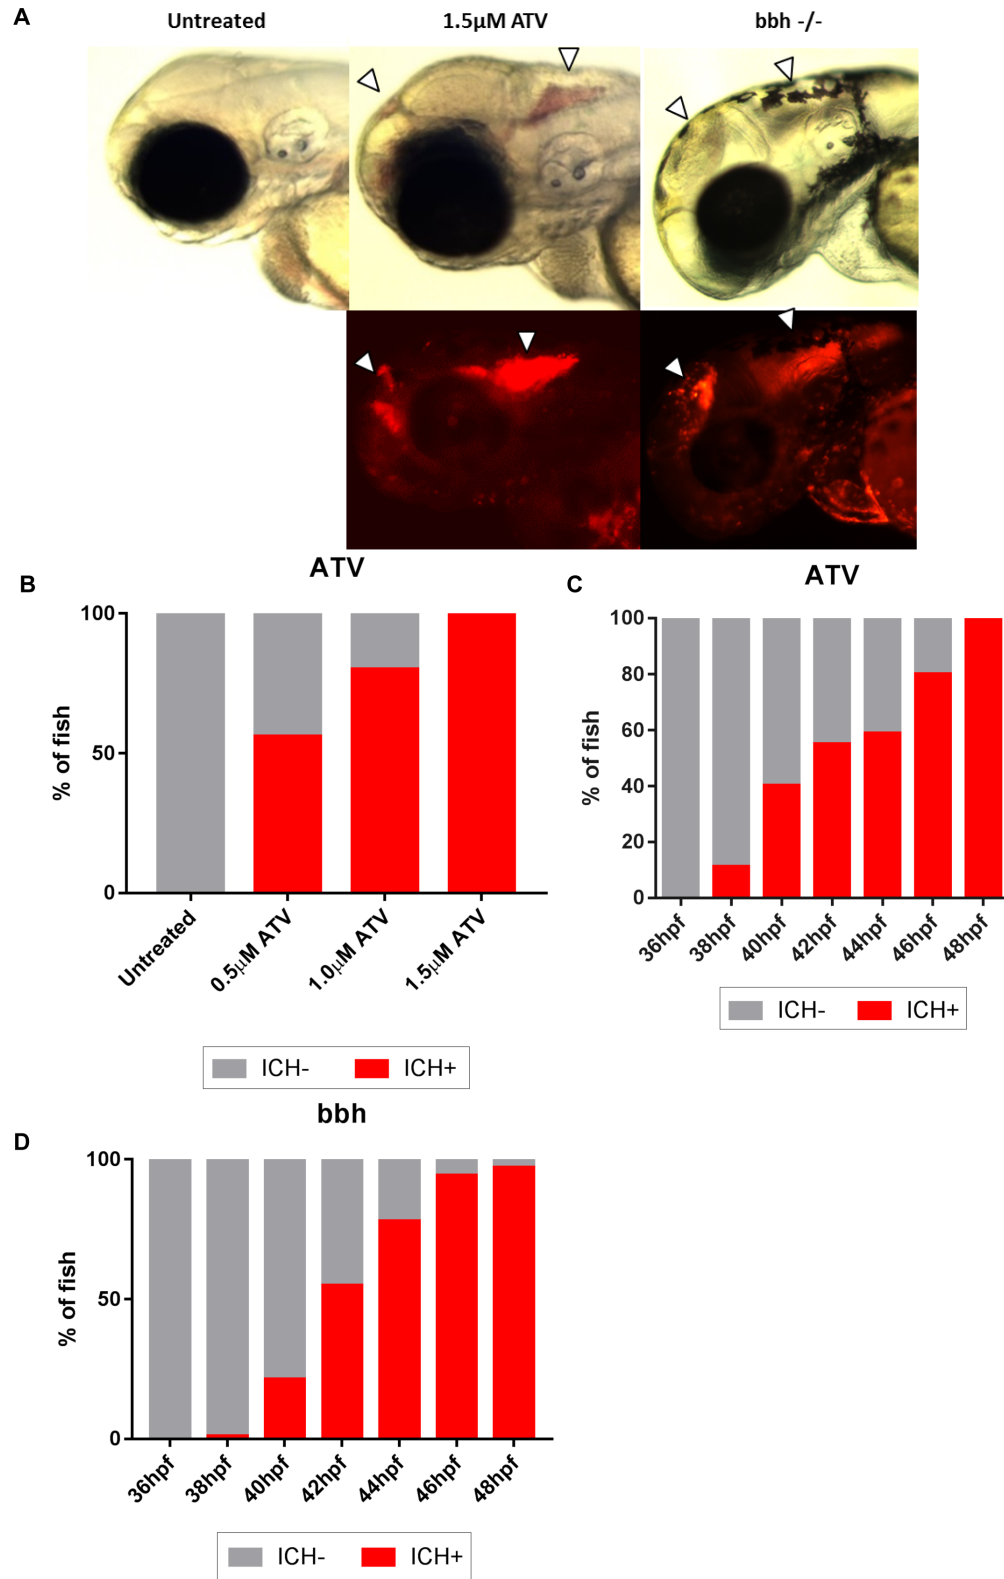 A
Untreated
1.5µM ATV
bbh -/-
B
ATV
% of fish
100
50
0
Untreated
0.5µM ATV
1.0µM ATV
1.5µM ATV
ICH-
ICH+
C
ATV
% of fish
100
80
60
40
20
0
36hpf
38hpf
40hpf
42hpf
44hpf
46hpf
48hpf
ICH-
ICH+
D
bbh
% of fish
100
50
0
36hpf
38hpf
40hpf
42hpf
44hpf
46hpf
48hpf
ICH-
ICH+